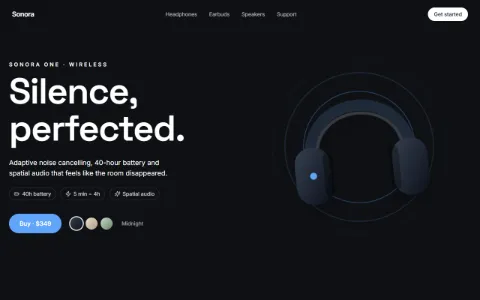 Sonora
Headphones Earbuds Speakers Support
Get started
SONORA ONE · WIRELESS
Silence,
perfected.
Adaptive noise cancelling, 40-hour battery and
spatial audio that feels like the room disappeared.
40h battery
5 min = 4h
Spatial audio
Buy · $349
Midnight